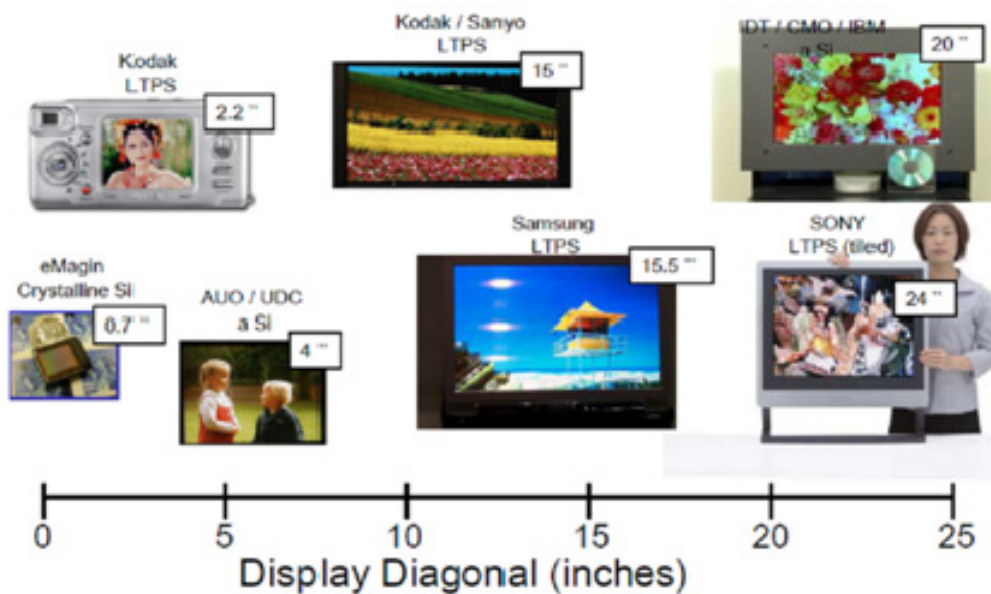 Kodak
LTPS
2.2 "
Kodak / Sanyo
LTPS
15 "
IDT / CMO / IBM
a Si
20 "
eMagin
Crystalline Si
0.7 "
AUO / UDC
a Si
4 "
Samsung
LTPS
15.5 "
SONY
LTPS (tiled)
24 "
0 5 10 15 20 25
Display Diagonal (inches)